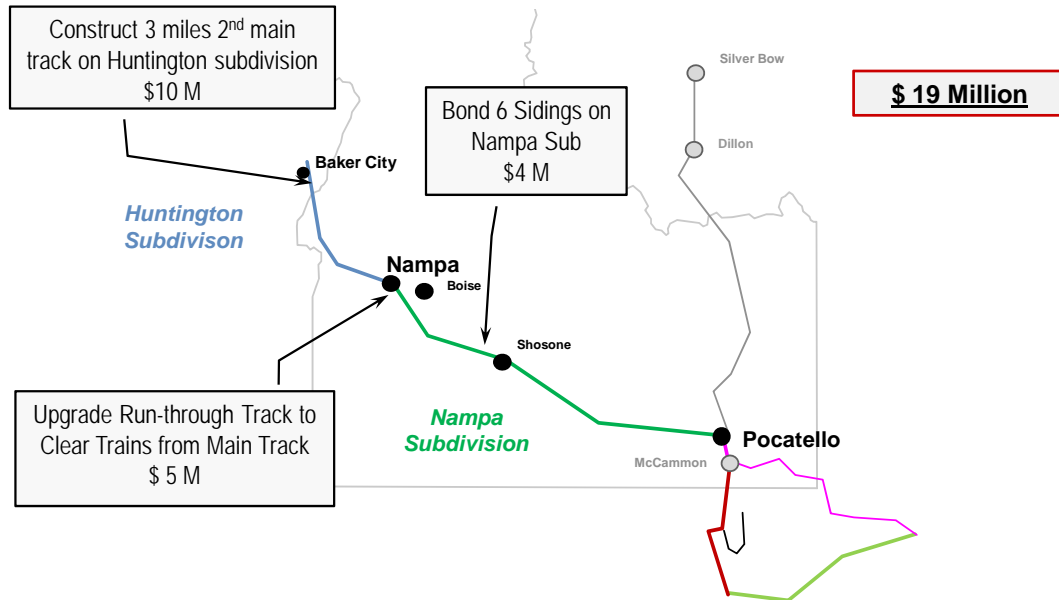 Construct 3 miles 2nd main
track on Huntington subdivision
$10 M
Silver Bow
$ 19 Million
Bond 6 Sidings on
Nampa Sub
$4 M
Dillon
Baker City
Huntington
Subdivison
Nampa
Boise
Shosone
Upgrade Run-through Track to
Clear Trains from Main Track
$ 5 M
Nampa
Subdivision
Pocatello
McCammon